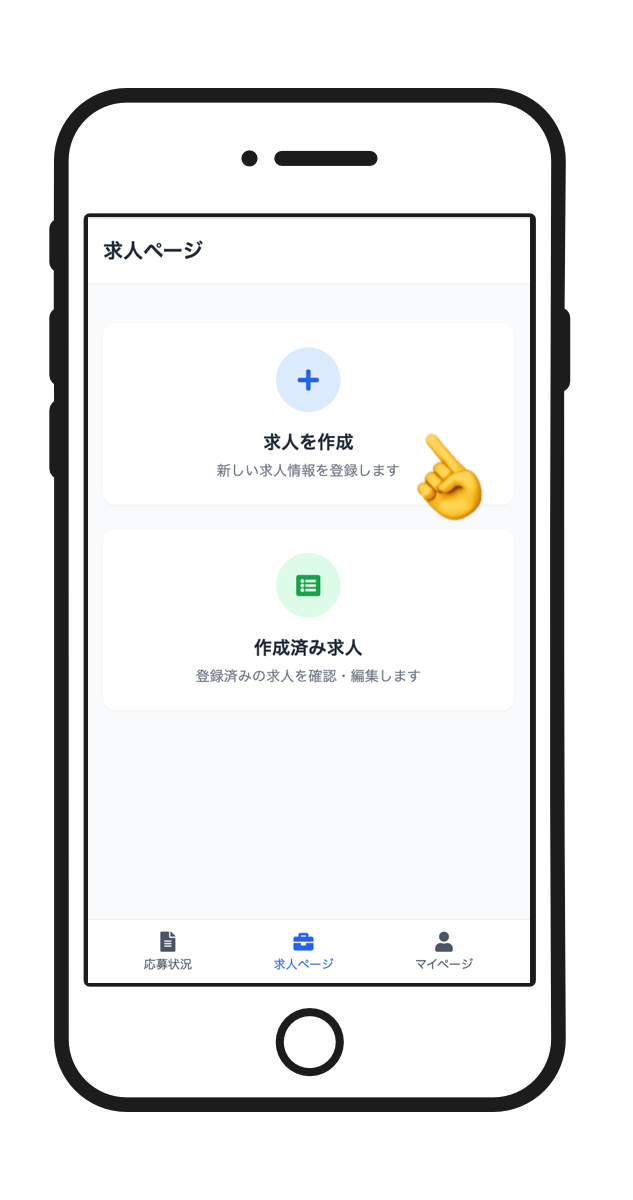 求人ページ
求人を作成
新しい求人情報を登録します
作成済み求人
登録済みの求人を確認・編集します
応募状況
求人ページ
マイページ